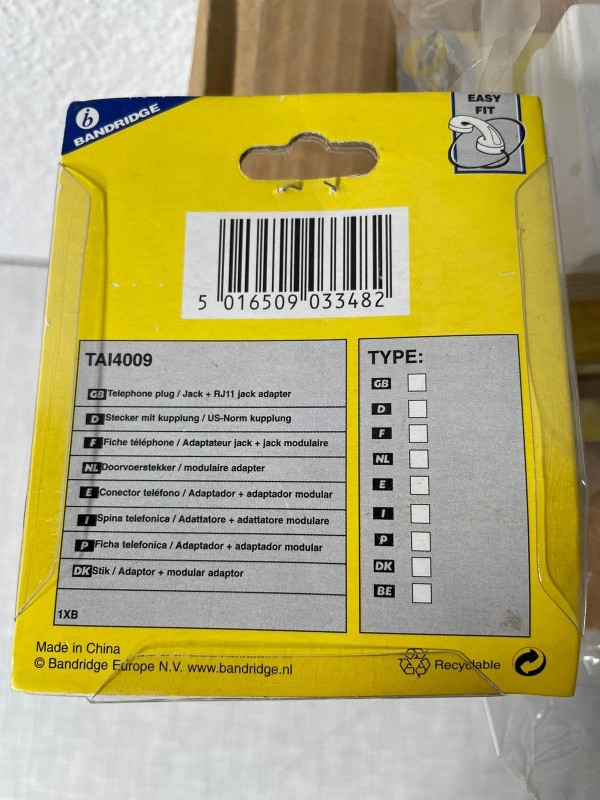 BANDRIDGE
EASY
FIT
5 016509 033482
TAI4009
GB Telephone plug / Jack + RJ11 jack adapter
D Stecker mit kupplung / US-Norm kupplung
F Fiche téléphone / Adaptateur jack + jack modulaire
NL Doorvoerstekker / modulaire adapter
E Conector teléfono / Adaptador + adaptador modular
I Spina telefonica / Adattatore + adattatore modulare
P Ficha telefonica / Adaptador + adaptador modular
DK Stik / Adaptor + modular adaptor
1XB
TYPE:
GB
D
F
NL
E
I
P
DK
BE
Made in China
© Bandridge Europe N.V. www.bandridge.nl
Recyclable